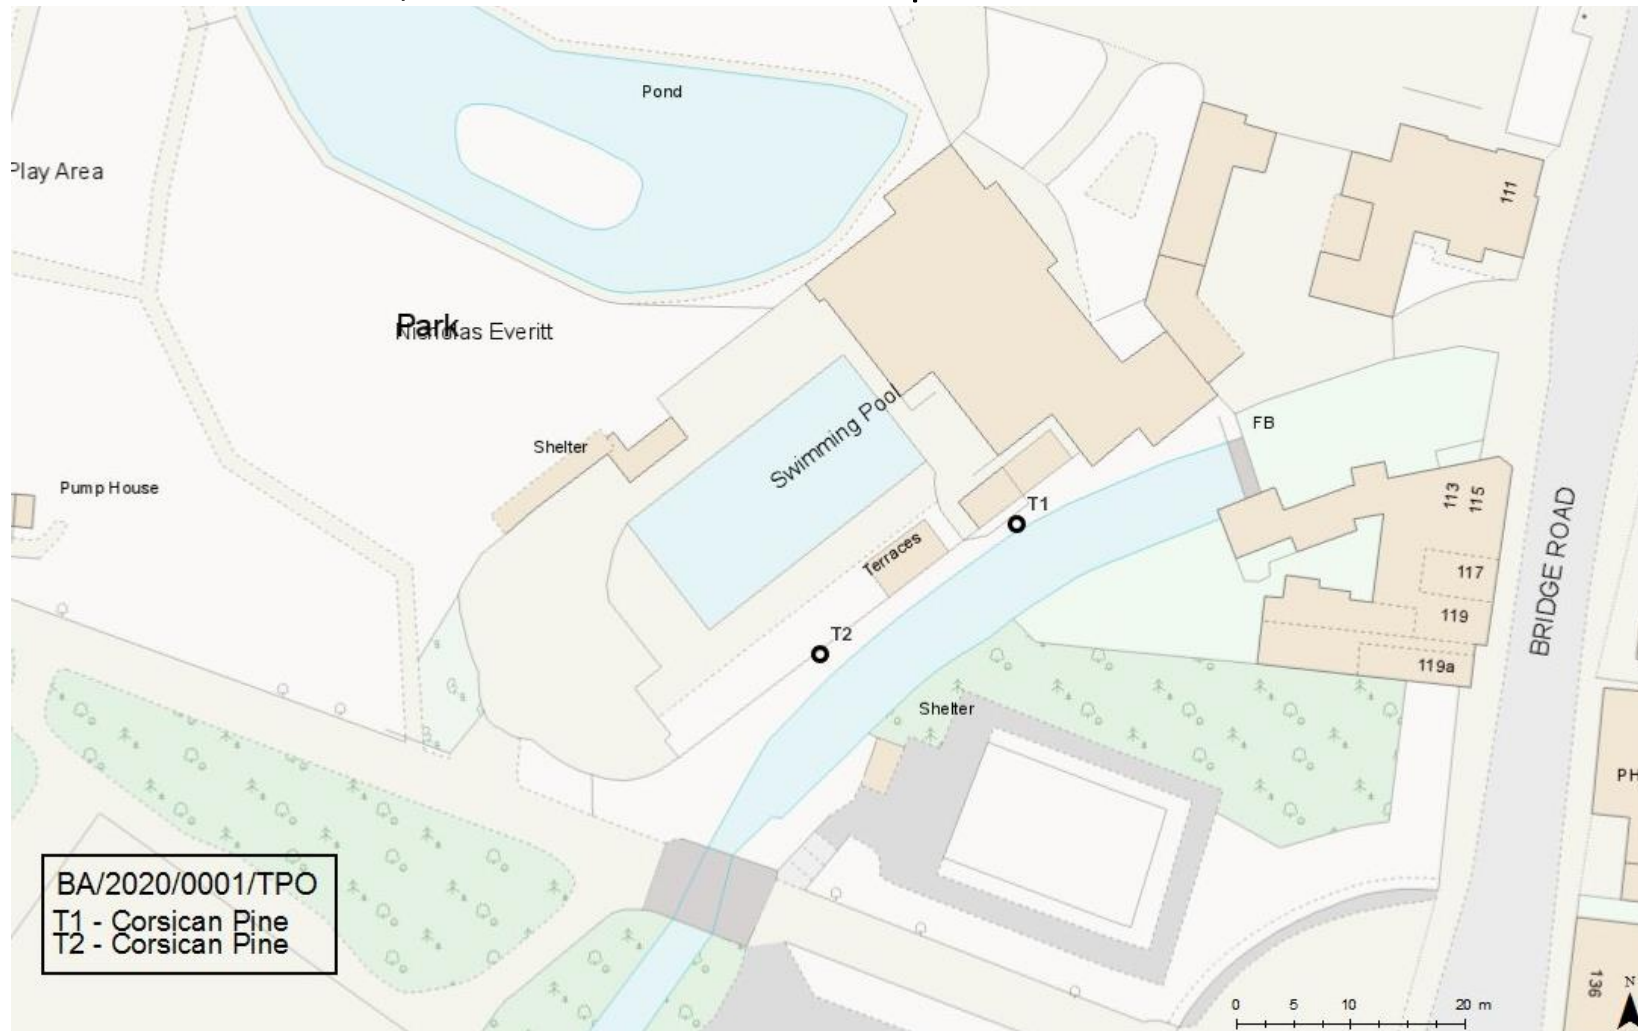 Pond
Play Area
111
Park
Nicholas Everitt
Swimming Pool
FB
Shelter
Pump House
113
115
T1
BRIDGE ROAD
Terraces
117
119
T2
119a
Shelter
PH
BA/2020/0001/TPO
T1 - Corsican Pine
T2 - Corsican Pine
136
N
0 5 10 20 m